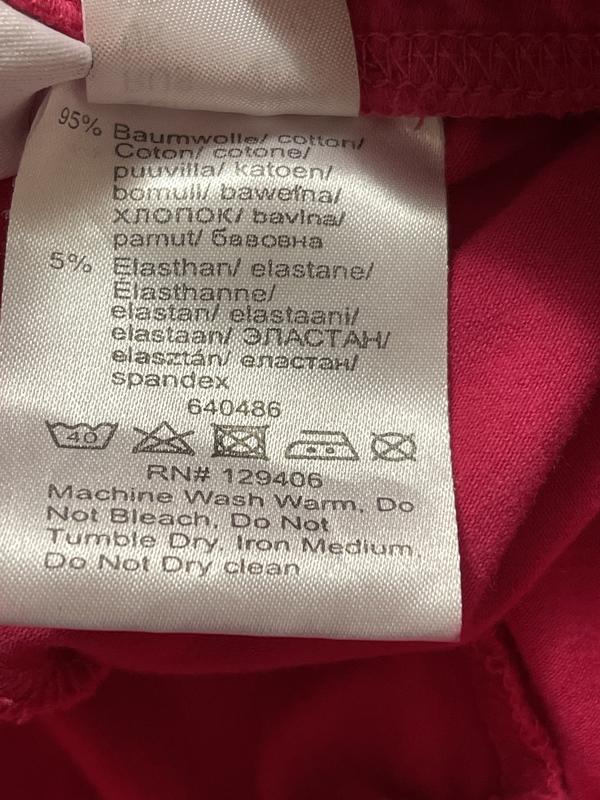 95% Baumwolle/ cotton/
Coton/ cotone/
puuvilla/ katoen/
bomull/ bawełna/
ХЛОПОК/ bavlna/
pamut/ бавовна
5% Elasthan/ elastane/
Élasthanne/
elastan/ elastaani/
elastaan/ ЭЛАСТАН/
elasztán/ еластан/
spandex
640486
40
RN# 129406
Machine Wash Warm, Do
Not Bleach, Do Not
Tumble Dry, Iron Medium,
Do Not Dry clean